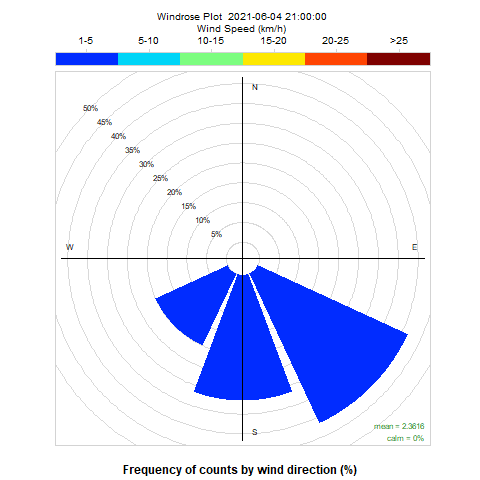 Windrose Plot 2021-06-04 21:00:00
Wind Speed (km/h)
1-5 5-10 10-15 15-20 20-25 >25
N
50%
45%
40%
35%
30%
25%
20%
15%
10%
5%
W E
S
mean = 2.3616
calm = 0%
Frequency of counts by wind direction (%)